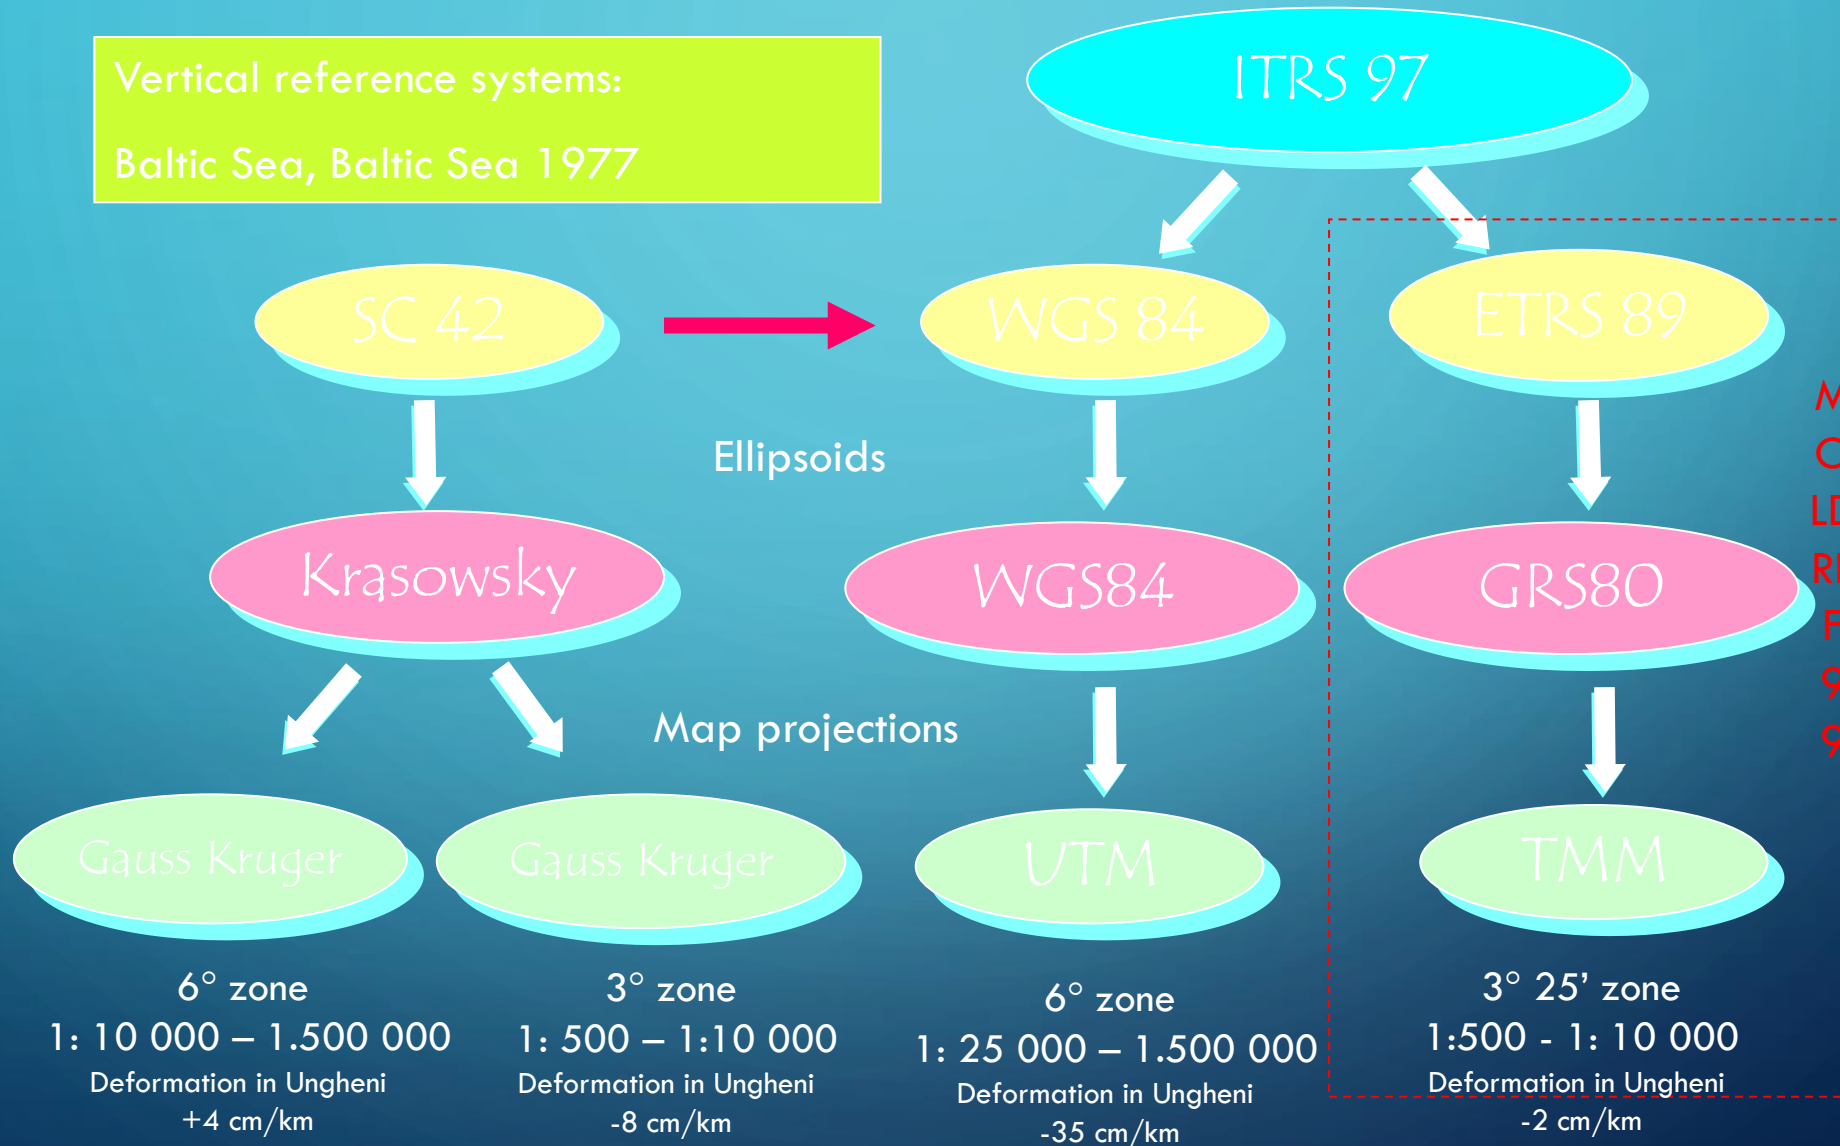 Vertical reference systems:
Baltic Sea, Baltic Sea 1977
ITRS 97
SC 42
WGS 84
ETRS 89
Ellipsoids
Krasowsky
WGS84
GRS80
Map projections
Gauss Kruger
Gauss Kruger
UTM
TMM
6° zone
1: 10 000 – 1.500 000
Deformation in Ungheni
+4 cm/km
3° zone
1: 500 – 1:10 000
Deformation in Ungheni
-8 cm/km
6° zone
1: 25 000 – 1.500 000
Deformation in Ungheni
-35 cm/km
3° 25’ zone
1:500 - 1: 10 000
Deformation in Ungheni
-2 cm/km